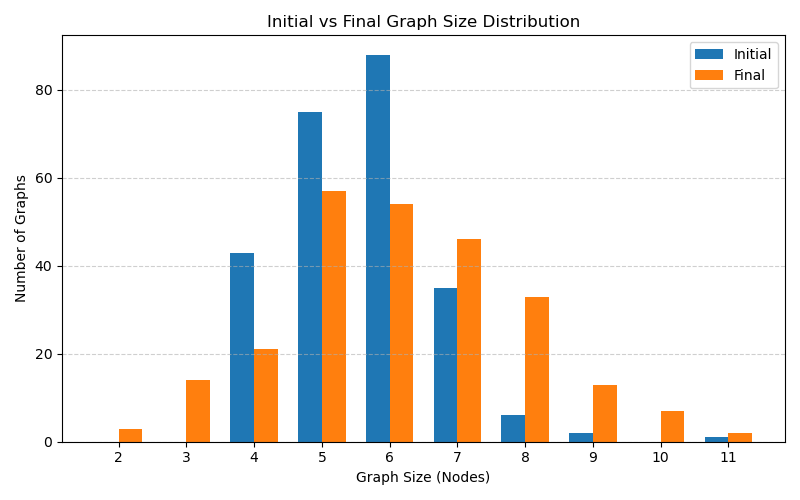 Initial vs Final Graph Size Distribution
Initial
Final
80
60
40
20
0
Number of Graphs
2 3 4 5 6 7 8 9 10 11
Graph Size (Nodes)